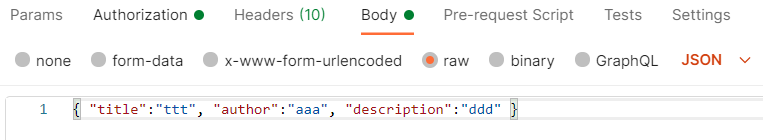 Params Authorization Headers (10) Body Pre-request Script Tests Settings
none form-data x-www-form-urlencoded raw binary GraphQL JSON
1 { "title":"ttt", "author":"aaa", "description":"ddd" }